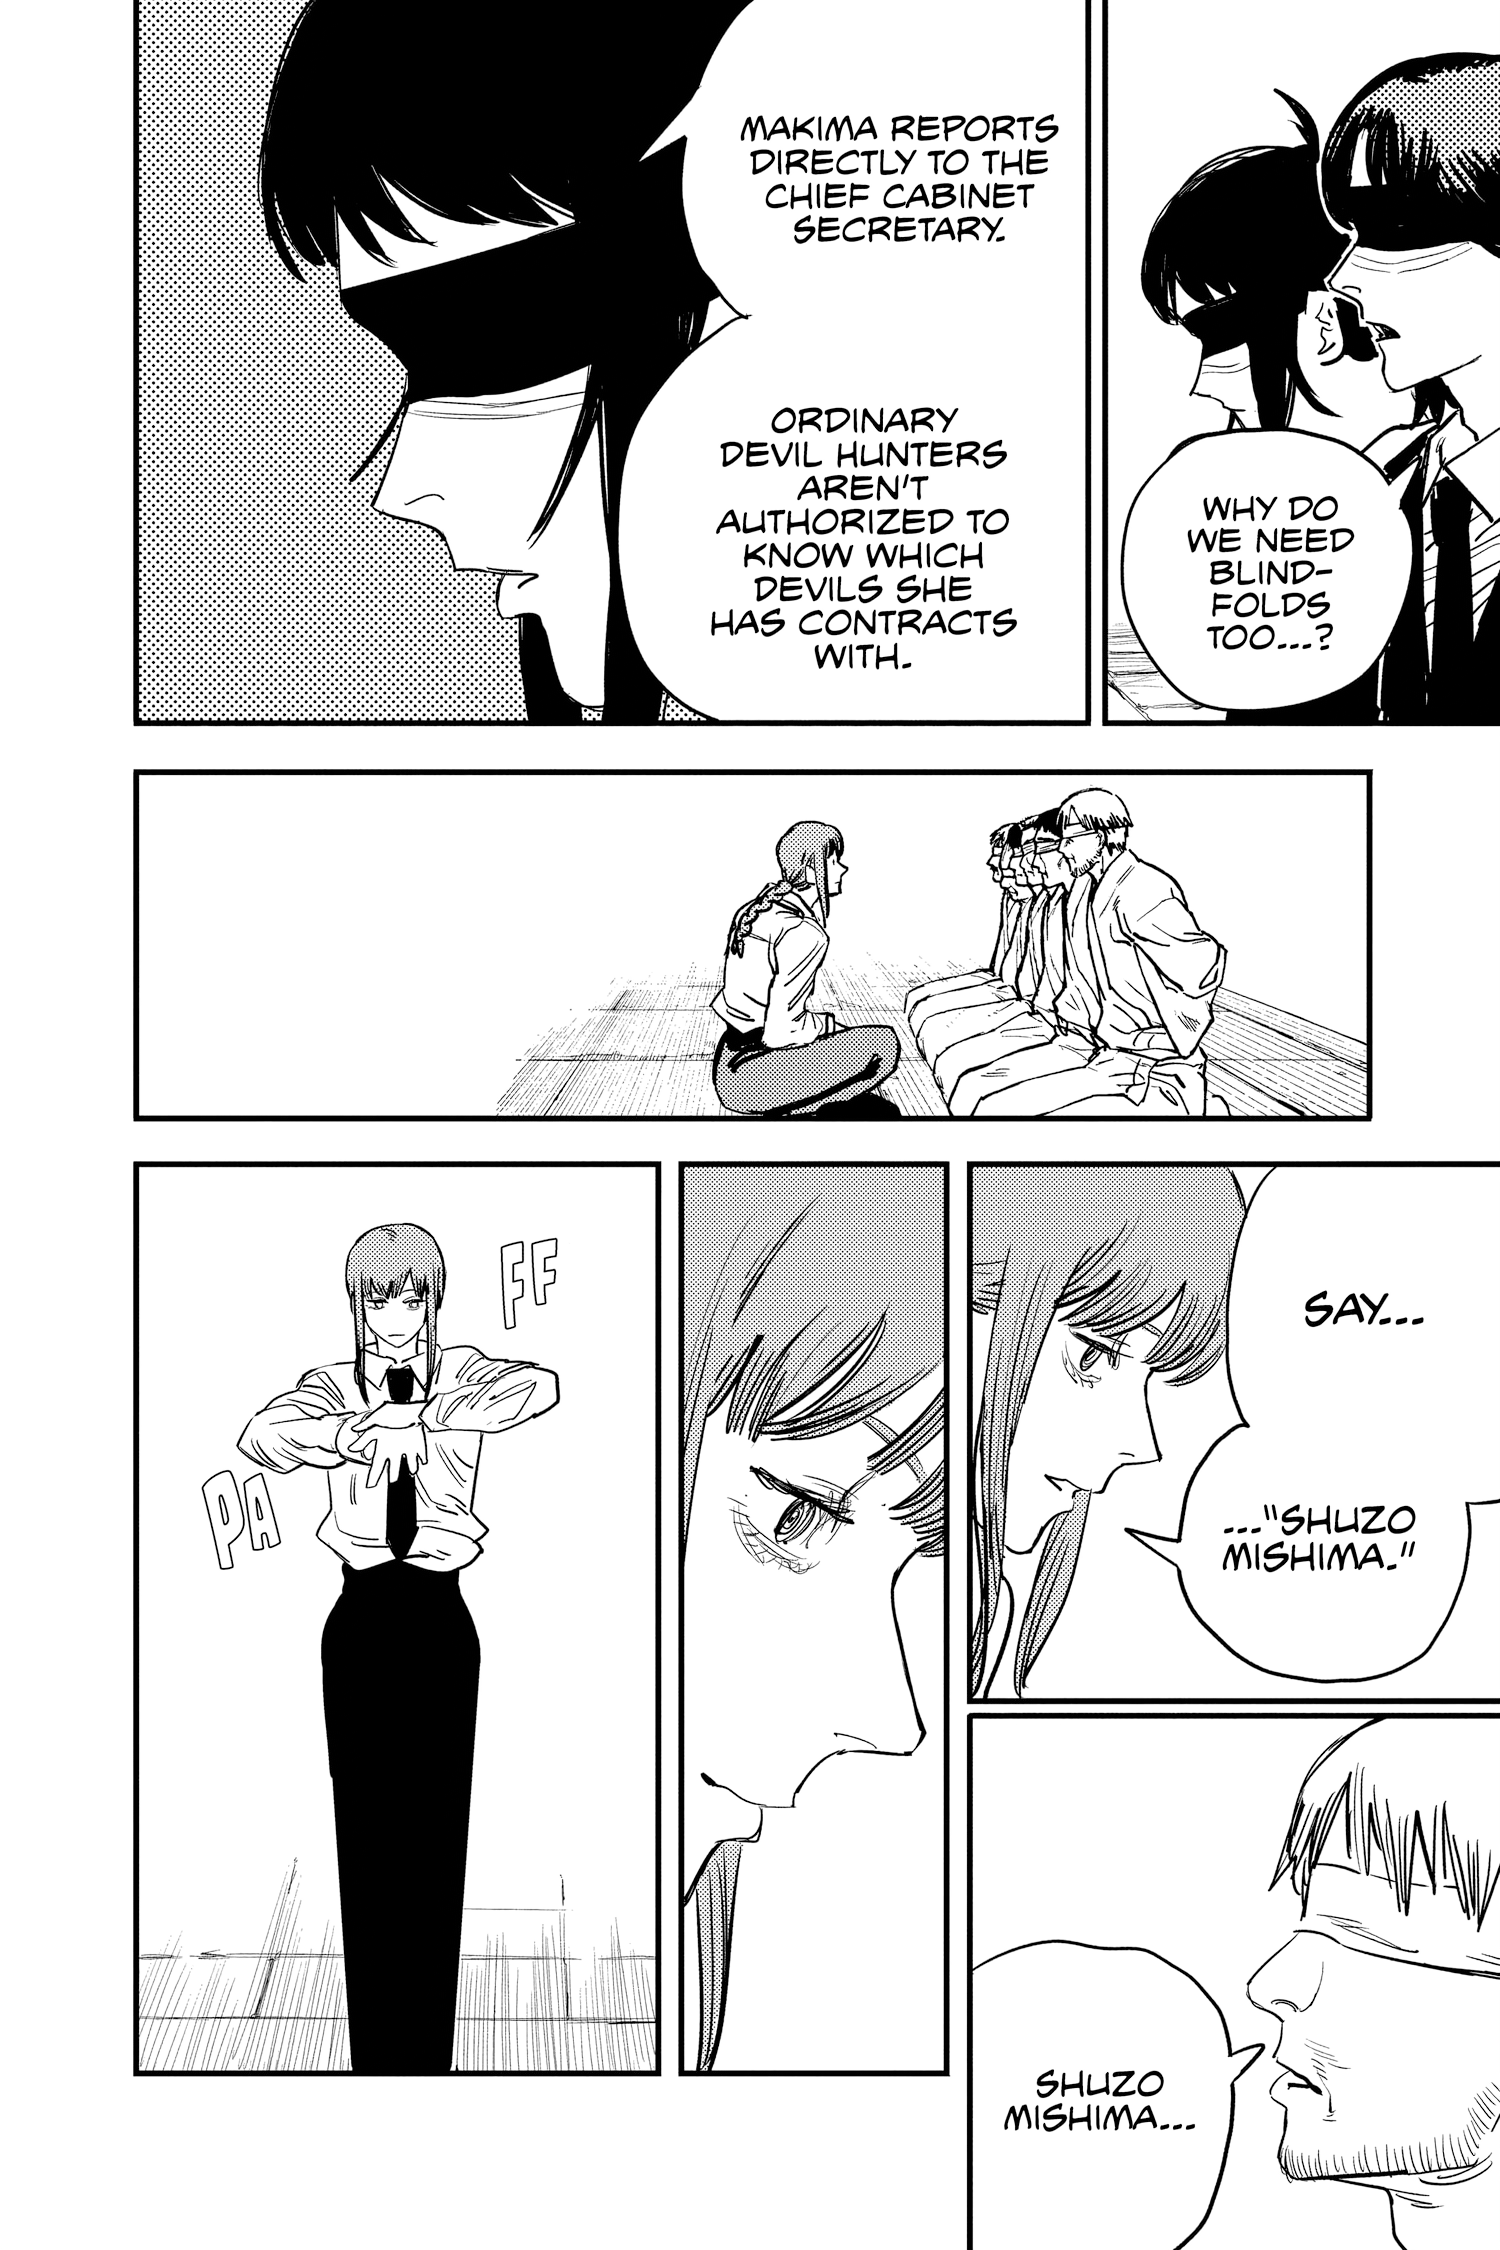 WHY DO
WE NEED
BLIND-
FOLDS
TOO...?
MAKIMA REPORTS
DIRECTLY TO THE
CHIEF CABINET
SECRETARY.
ORDINARY
DEVIL HUNTERS
AREN'T
AUTHORIZED TO
KNOW WHICH
DEVILS SHE
HAS CONTRACTS
WITH.
SAY...
..."SHUZO
MISHIMA."
SHUZO
MISHIMA...
FF
PA